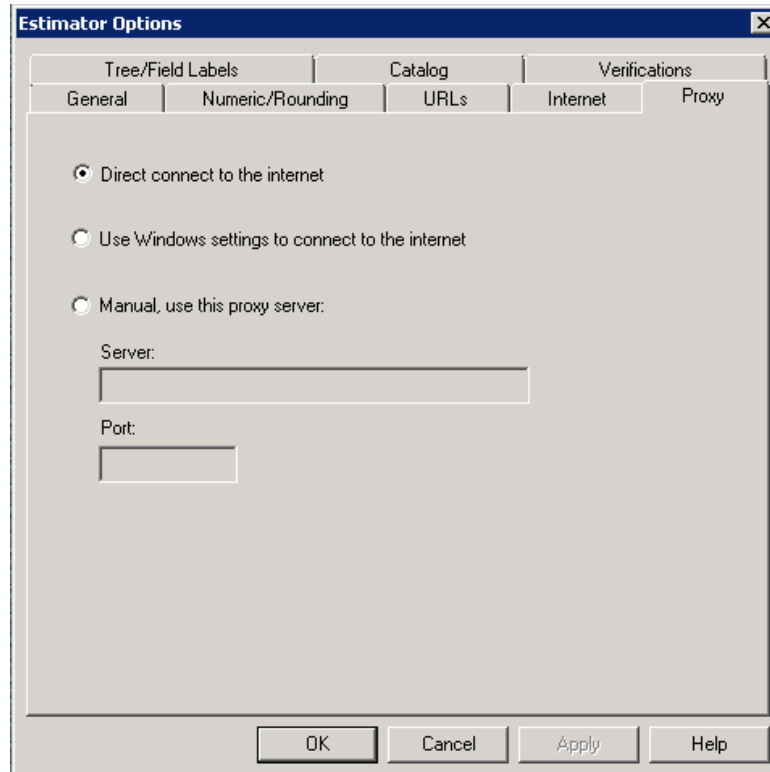 Estimator Options
Tree/Field Labels Catalog Verifications
General Numeric/Rounding URLs Internet Proxy
Direct connect to the internet
Use Windows settings to connect to the internet
Manual, use this proxy server:
Server:
Port:
OK Cancel Apply Help